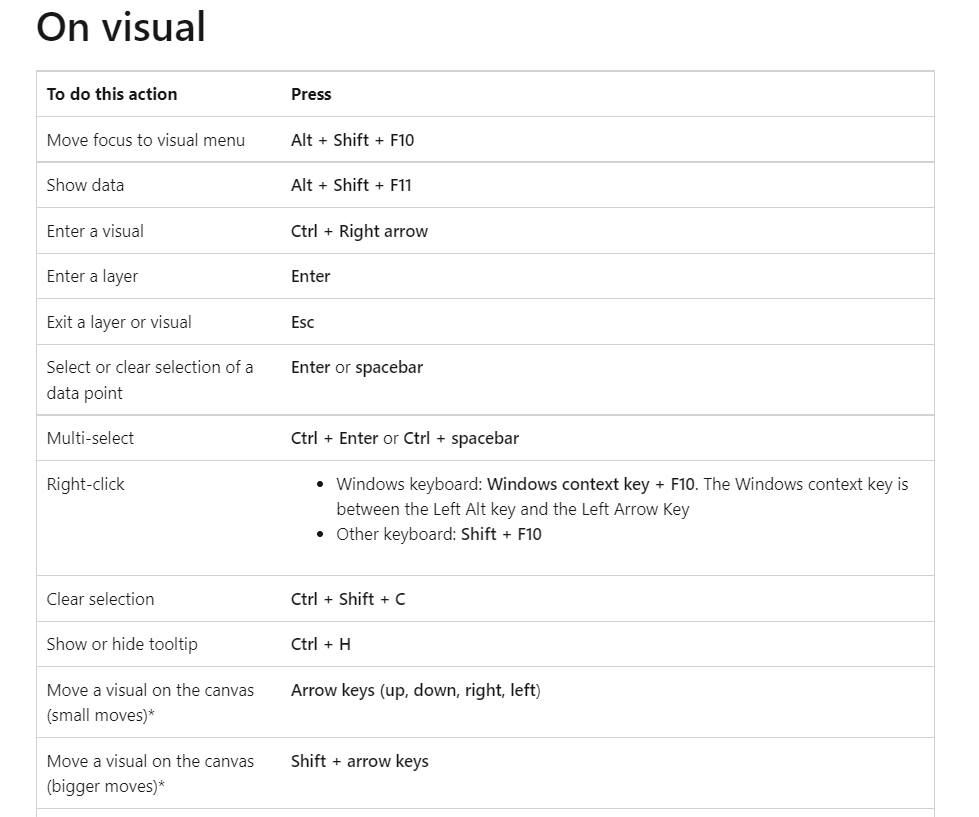 On visual
To do this action Press
Move focus to visual menu Alt + Shift + F10
Show data Alt + Shift + F11
Enter a visual Ctrl + Right arrow
Enter a layer Enter
Exit a layer or visual Esc
Select or clear selection of a Enter or spacebar
data point
Multi-select Ctrl + Enter or Ctrl + spacebar
Right-click • Windows keyboard: Windows context key + F10. The Windows context key is
between the Left Alt key and the Left Arrow Key
• Other keyboard: Shift + F10
Clear selection Ctrl + Shift + C
Show or hide tooltip Ctrl + H
Move a visual on the canvas Arrow keys (up, down, right, left)
(small moves)*
Move a visual on the canvas Shift + arrow keys
(bigger moves)*